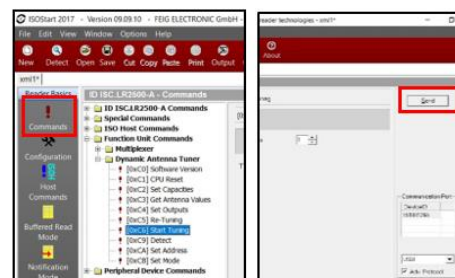 ISOStart 2017 - Version 09.09.10 - FEIG ELECTRONIC GmbH -
File Edit View Window Options Help
New Detect Open Save Cut Copy Paste Print Output
xml1*
Reader Basics
Commands
Configuration
Host Commands
Buffered Read Mode
Notification Mode
ID ISC.LR2500-A - Commands
ID ISC.LR2500-A Commands
Special Commands
ISO Host Commands
Function Unit Commands
Multiplexer
Dynamic Antenna Tuner
[0xC0] Software Version
[0xC1] CPU Reset
[0xC2] Set Capacities
[0xC3] Get Antenna Values
[0xC4] Set Outputs
[0xC5] Re-Tuning
[0xC6] Start Tuning
[0xC9] Detect
[0xCA] Set Address
[0xCB] Set Mode
Peripheral Device Commands
reader technologies - xml1*
About
Send
Communication Port
DeviceID
USB
Adv. Protocol